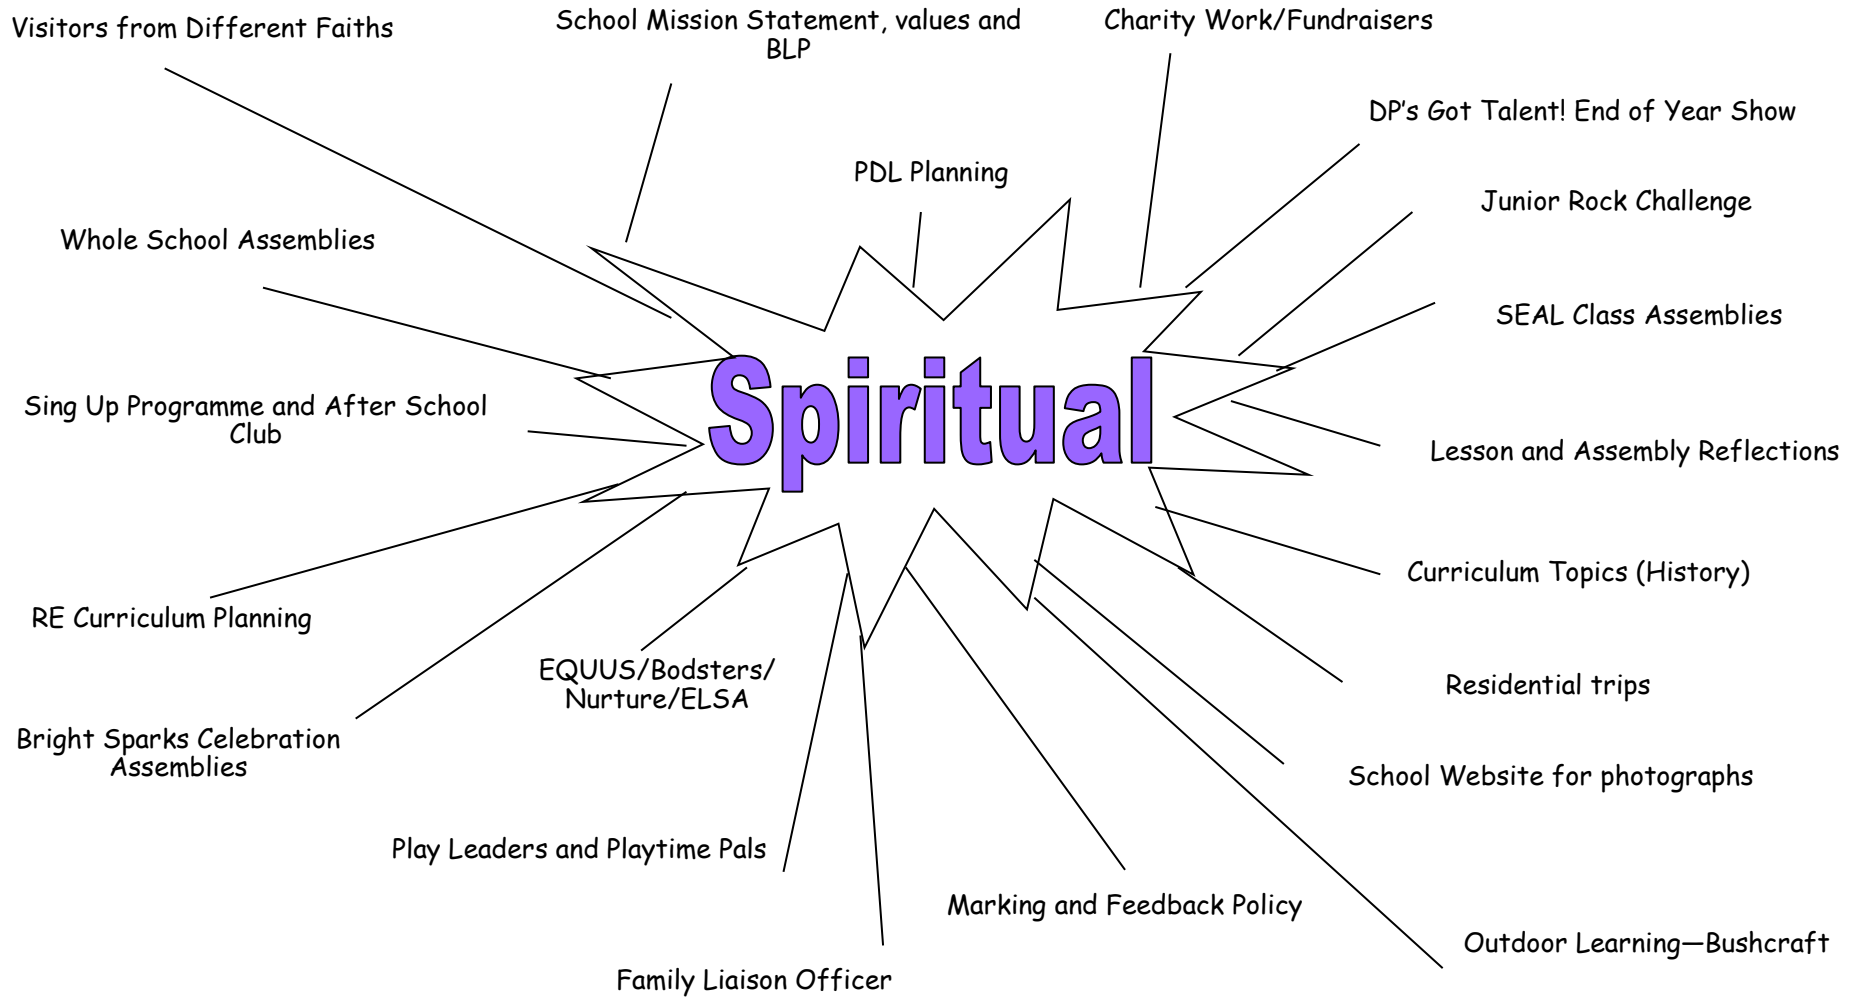 Visitors from Different Faiths
School Mission Statement, values and
BLP
Charity Work/Fundraisers
DP's Got Talent! End of Year Show
PDL Planning
Junior Rock Challenge
Whole School Assemblies
SEAL Class Assemblies
Spiritual
Sing Up Programme and After School
Club
Lesson and Assembly Reflections
Curriculum Topics (History)
RE Curriculum Planning
EQUUS/Bodsters/
Nurture/ELSA
Residential trips
Bright Sparks Celebration
Assemblies
School Website for photographs
Play Leaders and Playtime Pals
Marking and Feedback Policy
Outdoor Learning—Bushcraft
Family Liaison Officer